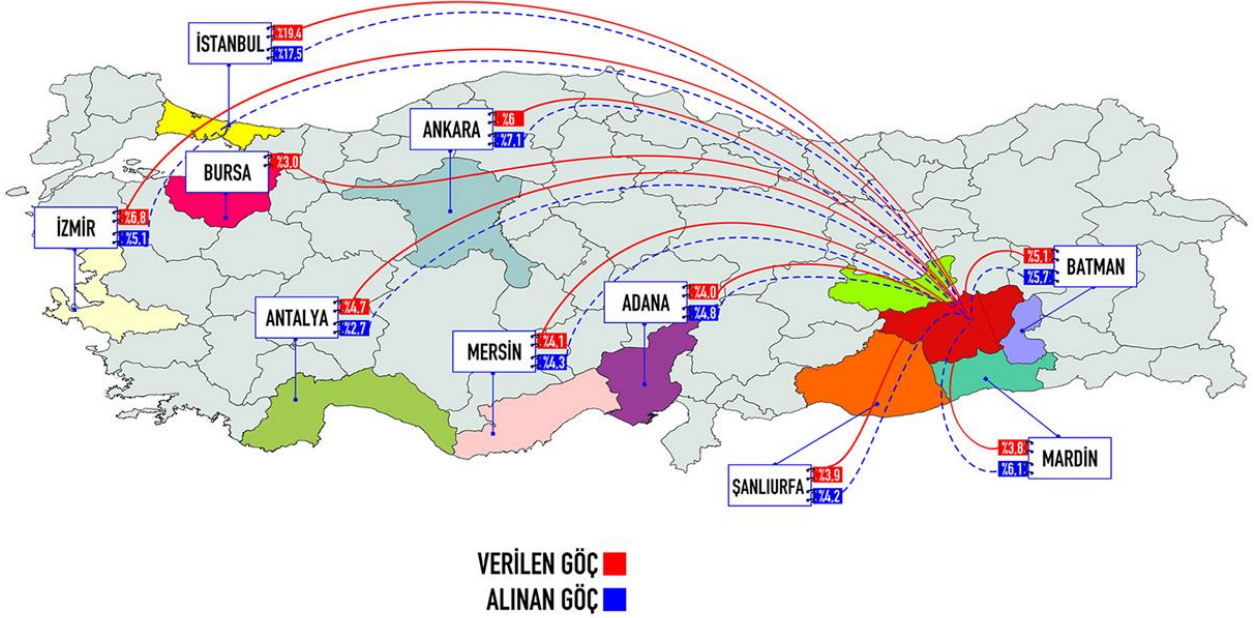 İSTANBUL
%19.4
%17.5
ANKARA
%6
%7.1
BURSA
%3.0
İZMİR
%6.8
%5.1
BATMAN
%5.1
%5.7
ANTALYA
%4.7
%2.7
ADANA
%4.0
%4.8
MERSİN
%4.1
%4.3
MARDİN
%3.8
%6.1
ŞANLIURFA
%3.9
%4.2
VERİLEN GÖÇ
ALINAN GÖÇ